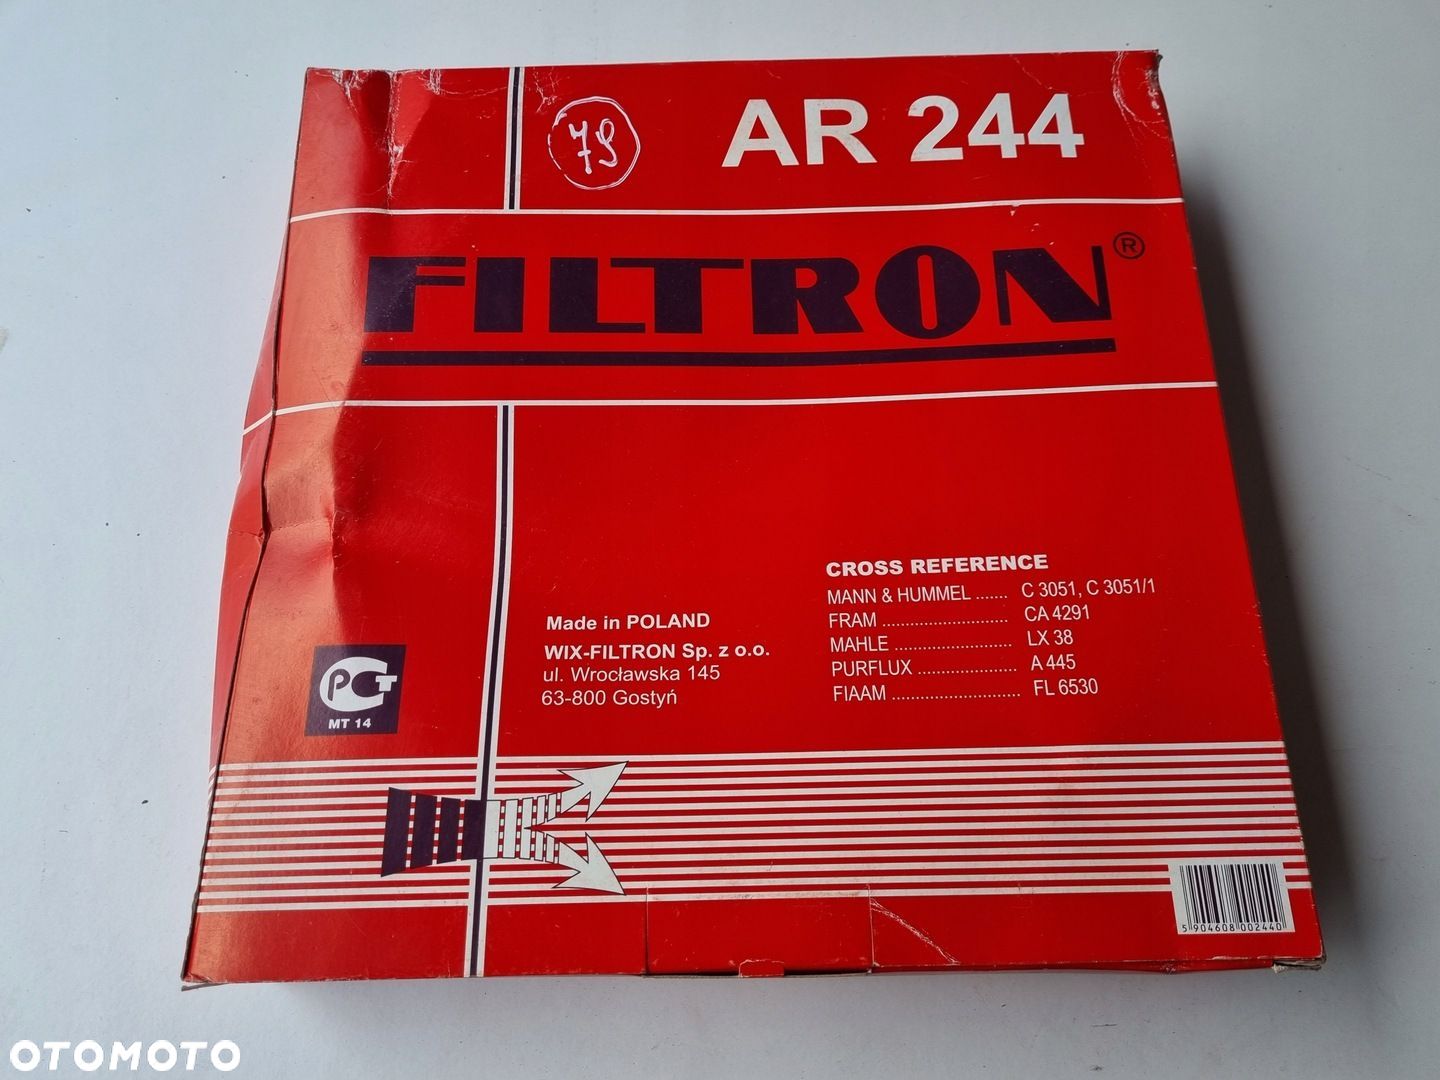 79
AR 244
FILTRON®
CROSS REFERENCE
MANN & HUMMEL ....... C 3051, C 3051/1
FRAM ........................... CA 4291
MAHLE ......................... LX 38
PURFLUX ..................... A 445
FIAAM ........................... FL 6530
Made in POLAND
WIX-FILTRON Sp. z o.o.
ul. Wrocławska 145
63-800 Gostyń
PCT
MT 14
5 904608 002440
OTOMOTO